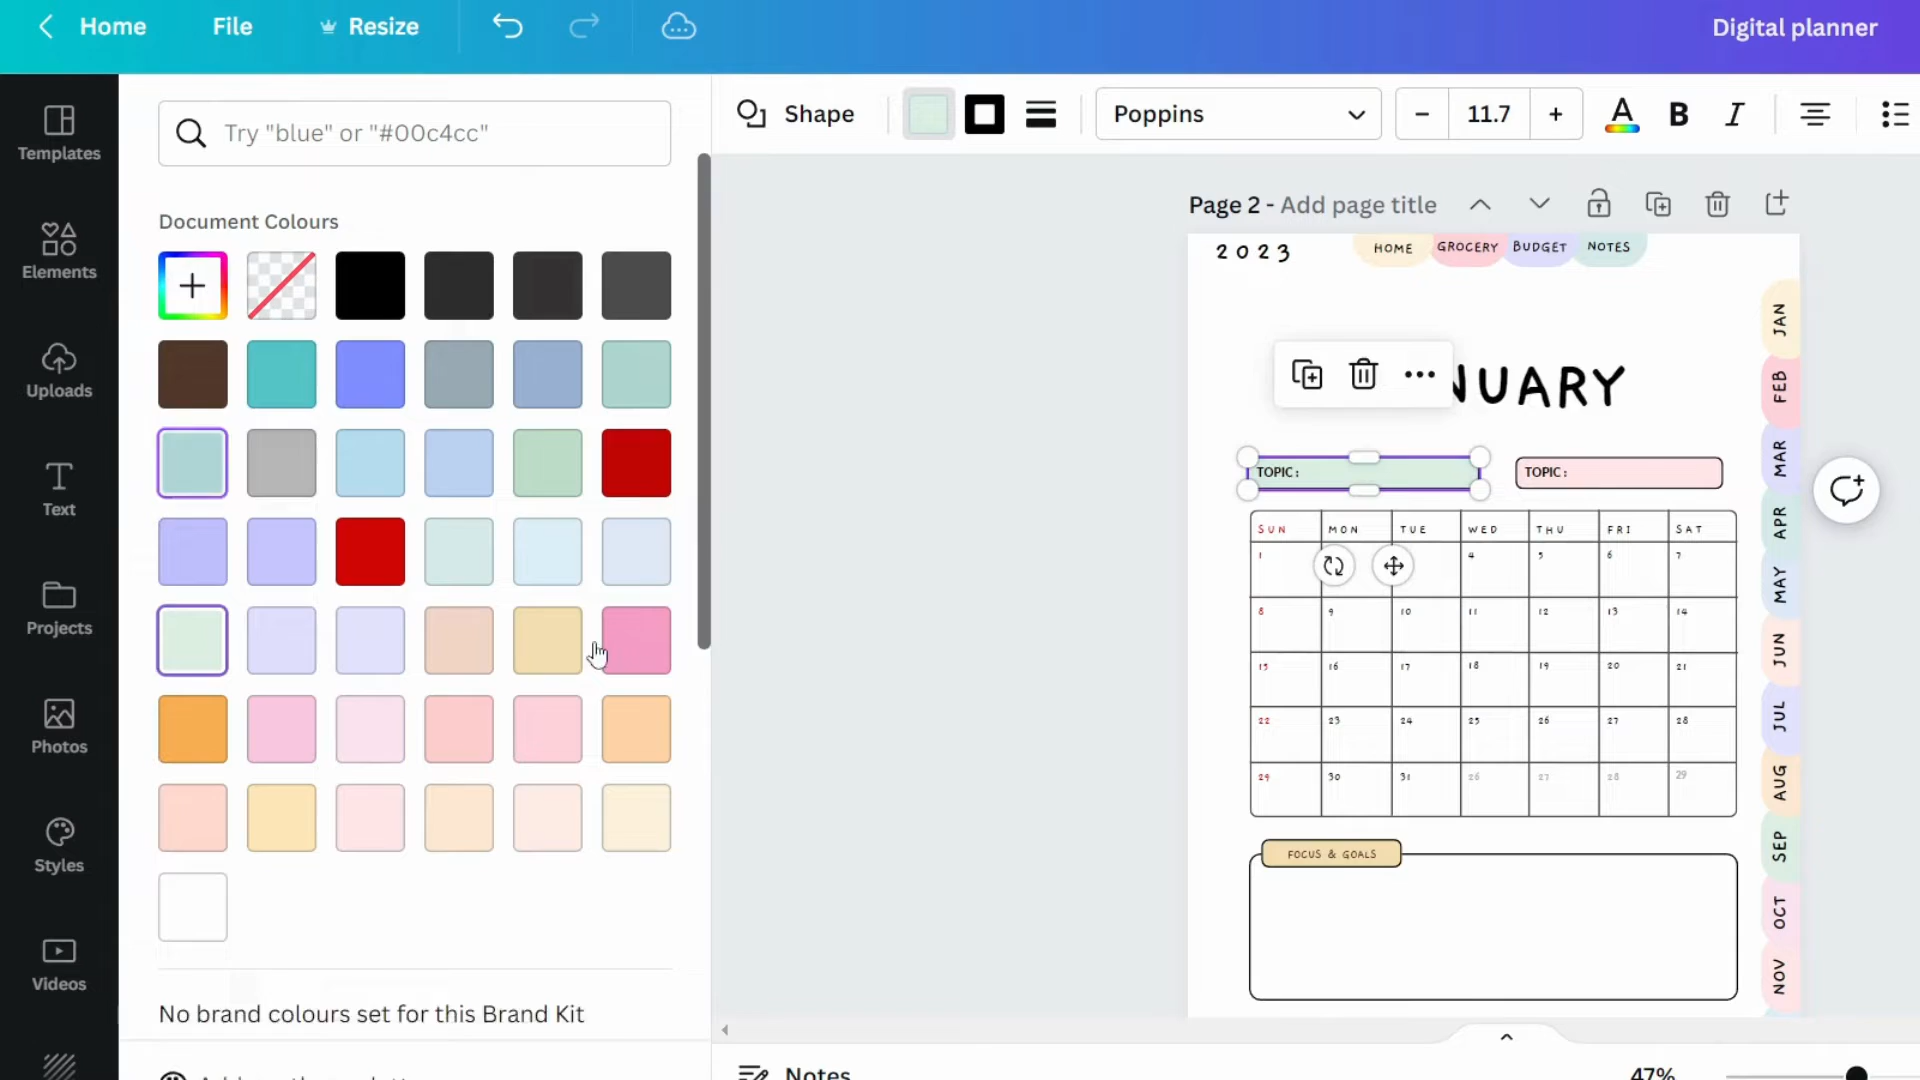 Home File Resize Digital planner
Templates
Elements
Uploads
Text
Projects
Photos
Styles
Videos
Try "blue" or "#00c4cc"
Document Colours
No brand colours set for this Brand Kit
Shape Poppins - 11.7 + A B I
Page 2 - Add page title
2023 HOME GROCERY BUDGET NOTES
NUARY
TOPIC: TOPIC:
SUN MON TUE WED THU FRI SAT
1 4 5 6 7
8 9 10 11 12 13 14
15 16 17 18 19 20 21
22 23 24 25 26 27 28
29 30 31 26 27 28 29
FOCUS & GOALS
JAN
FEB
MAR
APR
MAY
JUN
JUL
AUG
SEP
OCT
NOV
Notes 47%